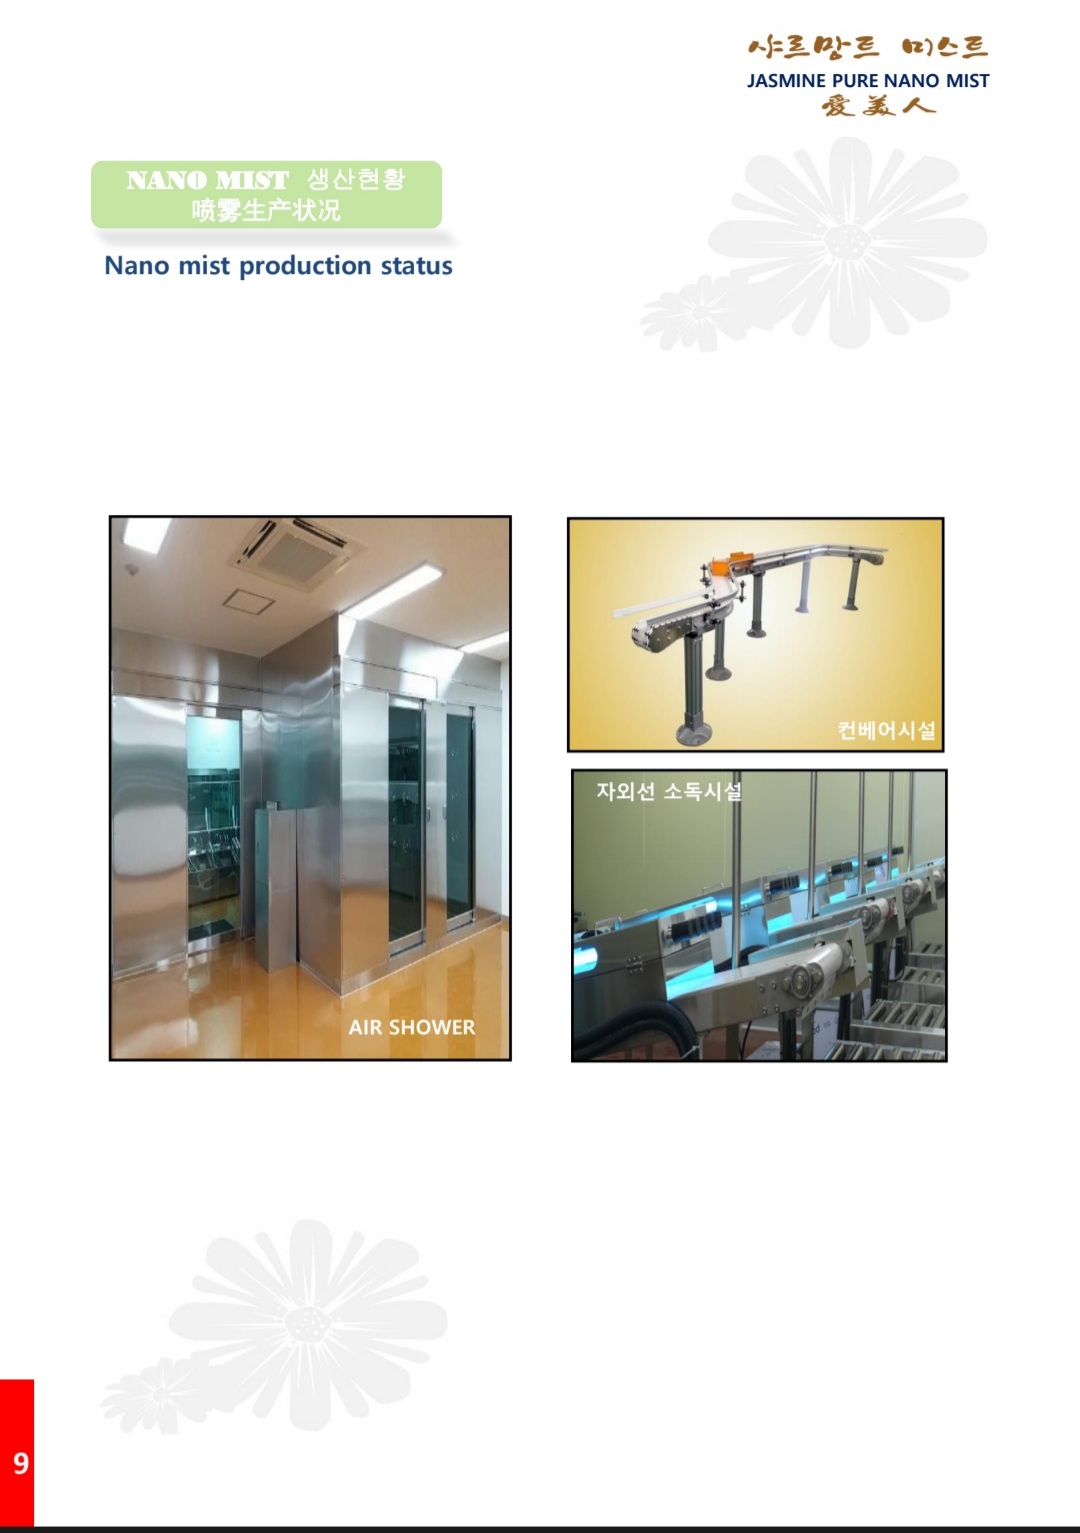 샤르망트 미스트
JASMINE PURE NANO MIST
愛美人
NANO MIST 생산현황
喷雾生产状况
Nano mist production status
컨베어시설
자외선 소독시설
AIR SHOWER
9